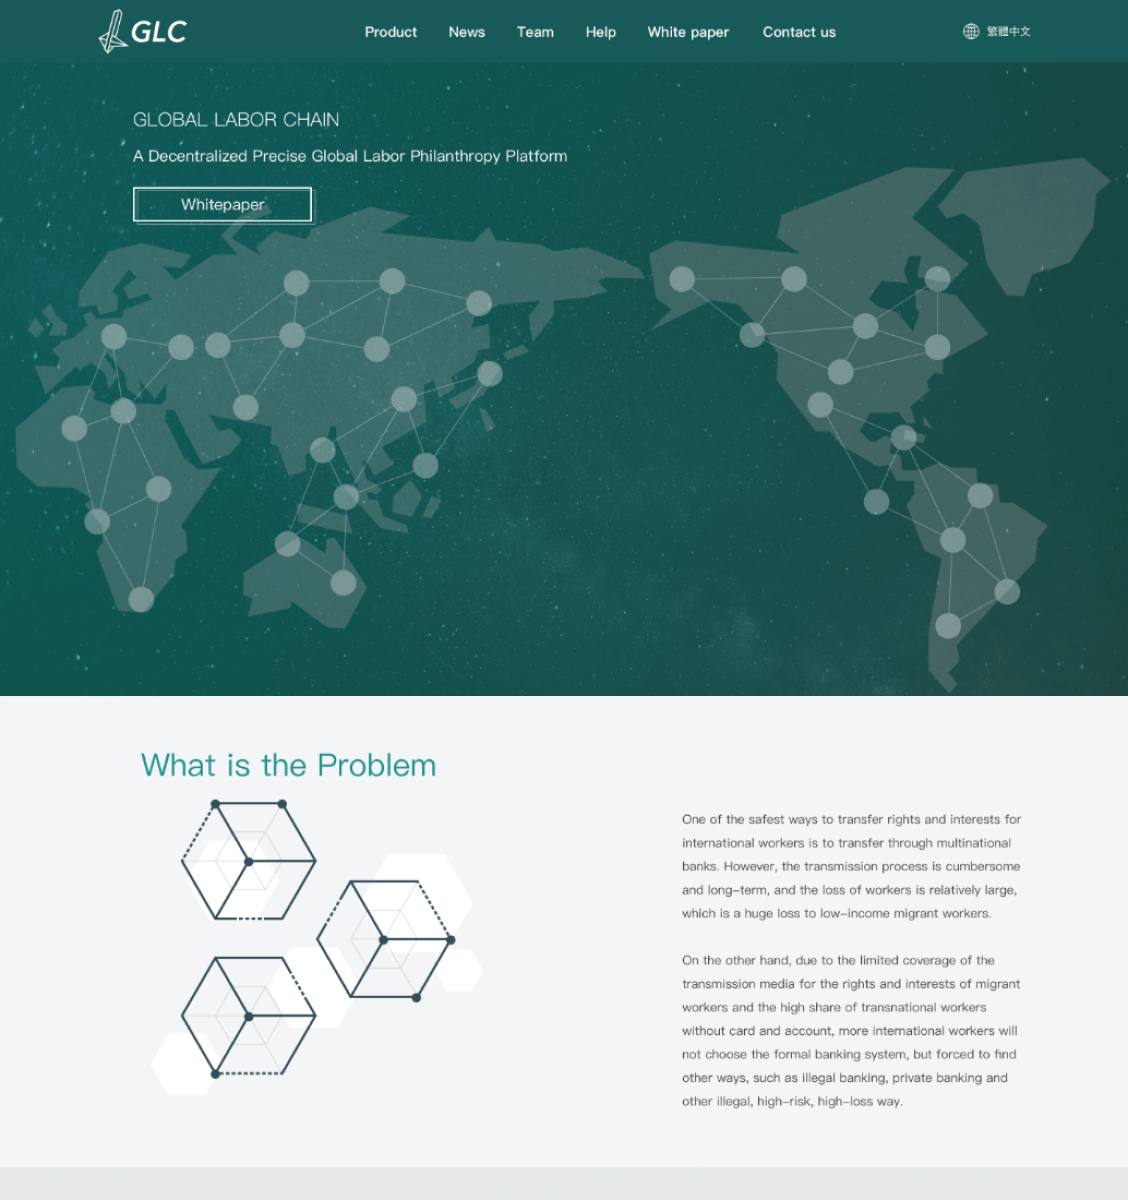 GLC
Product
News
Team
Help
White paper
Contact us
繁體中文
GLOBAL LABOR CHAIN
A Decentralized Precise Global Labor Philanthropy Platform
Whitepaper
What is the Problem
One of the safest ways to transfer rights and interests for
international workers is to transfer through multinational
banks. However, the transmission process is cumbersome
and long-term, and the loss of workers is relatively large,
which is a huge loss to low-income migrant workers.
On the other hand, due to the limited coverage of the
transmission media for the rights and interests of migrant
workers and the high share of transnational workers
without card and account, more international workers will
not choose the formal banking system, but forced to find
other ways, such as illegal banking, private banking and
other illegal, high-risk, high-loss way.